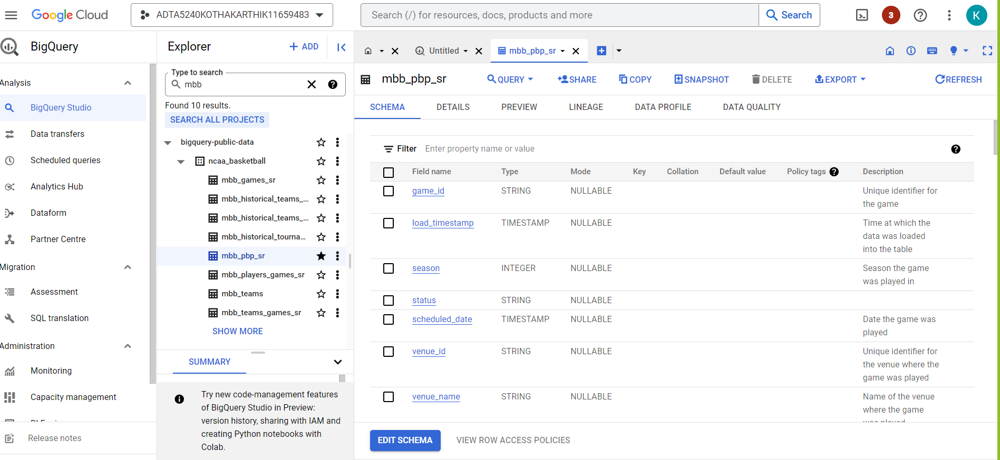 Google Cloud
ADTA5240KOTHAKARTHIK11659483
Search (/) for resources, docs, products and more
Search
3
K
BigQuery
Analysis
BigQuery Studio
Data transfers
Scheduled queries
Analytics Hub
Dataform
Partner Centre
Migration
Assessment
SQL translation
Administration
Monitoring
Capacity management
Release notes
Explorer
+ ADD
Type to search
mbb
Found 10 results.
SEARCH ALL PROJECTS
bigquery-public-data
ncaa_basketball
mbb_games_sr
mbb_historical_teams_...
mbb_historical_teams_...
mbb_historical_tourna...
mbb_pbp_sr
mbb_players_games_sr
mbb_teams
mbb_teams_games_sr
SHOW MORE
SUMMARY
Try new code-management features
of BigQuery Studio in Preview:
version history, sharing with IAM and
creating Python notebooks with
Colab.
Untitled
mbb_pbp_sr
mbb_pbp_sr
QUERY
SHARE
COPY
SNAPSHOT
DELETE
EXPORT
REFRESH
SCHEMA DETAILS PREVIEW LINEAGE DATA PROFILE DATA QUALITY
Filter Enter property name or value
Field name Type Mode Key Collation Default value Policy tags Description
game_id STRING NULLABLE Unique identifier for
the game
load_timestamp TIMESTAMP NULLABLE Time at which the
data was loaded
into the table
season INTEGER NULLABLE Season the game
was played in
status STRING NULLABLE
scheduled_date TIMESTAMP NULLABLE Date the game was
played
venue_id STRING NULLABLE Unique identifier for
the venue where the
game was played
venue_name STRING NULLABLE Name of the venue
where the game
was played
EDIT SCHEMA
VIEW ROW ACCESS POLICIES